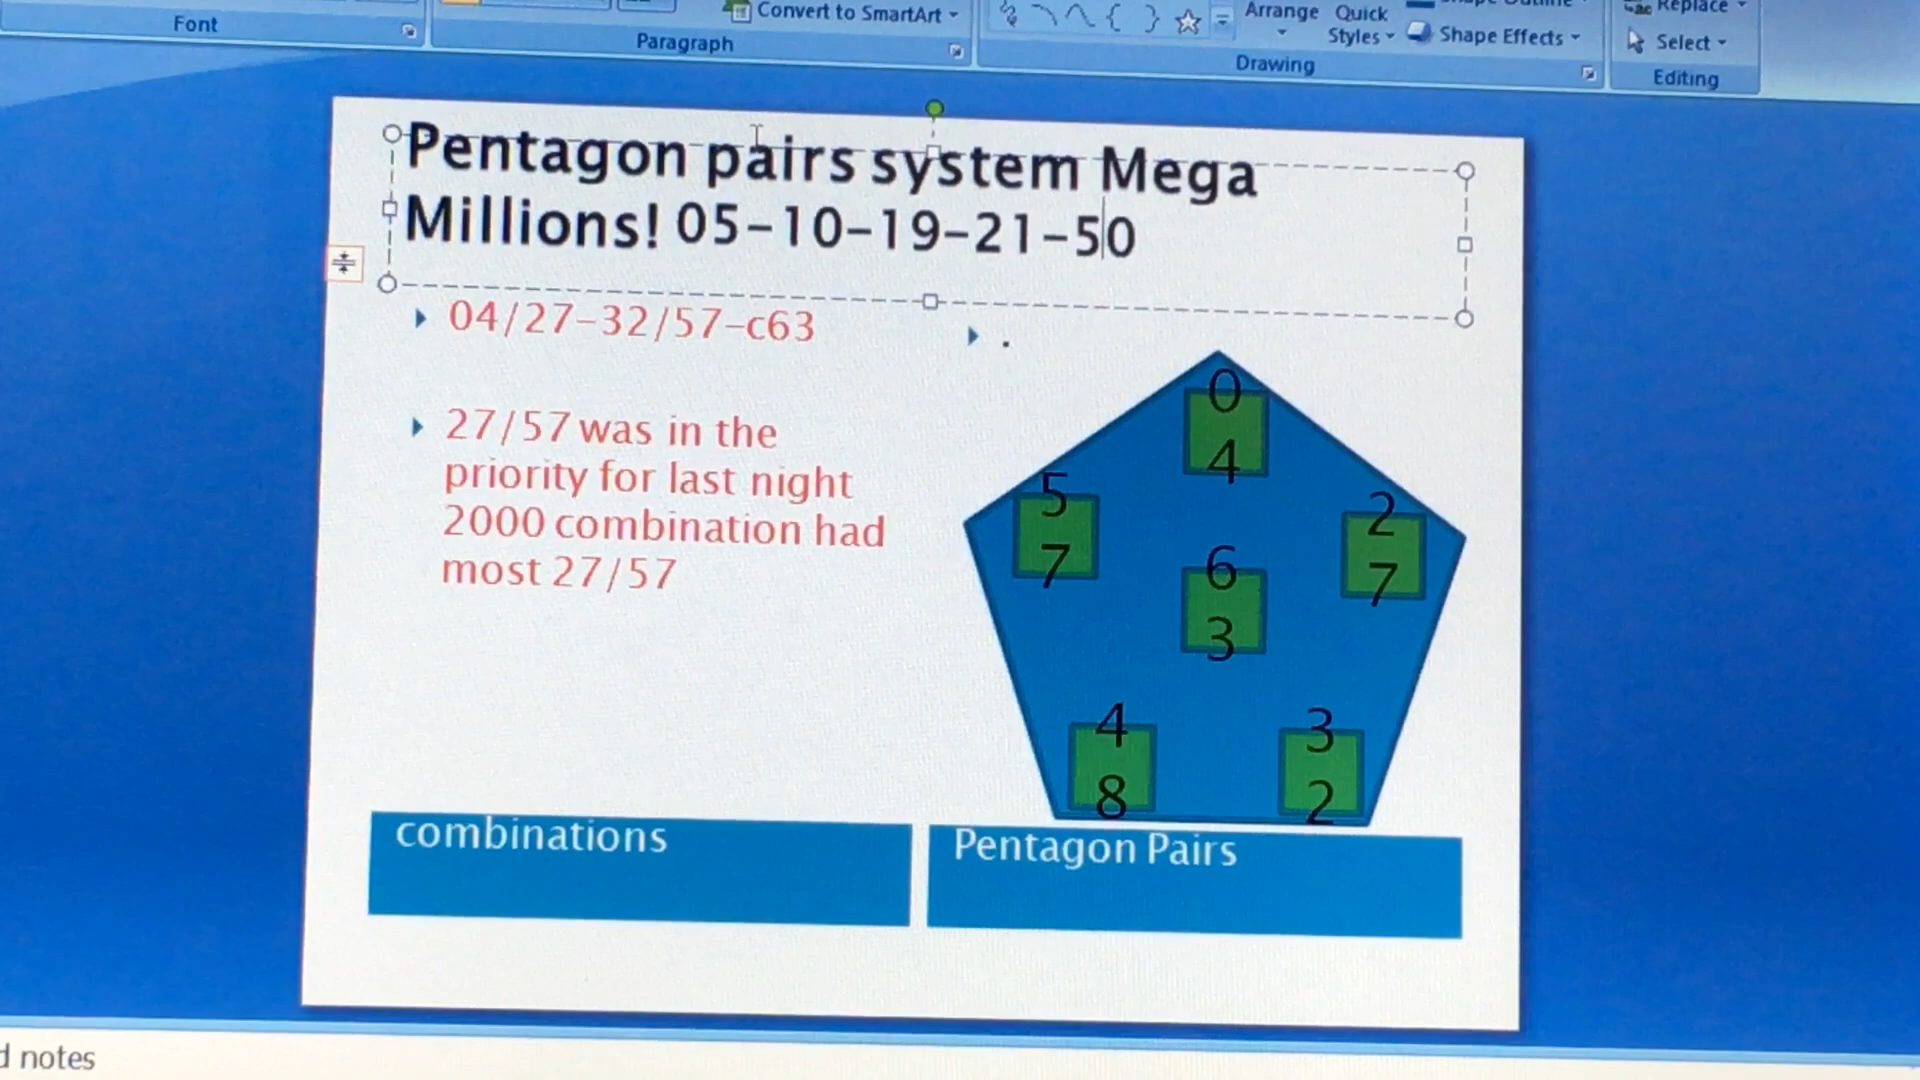 Convert to SmartArt
Arrange
Quick
Styles
Shape Effects
Replace
Select
Font
Paragraph
Drawing
Editing
Pentagon pairs system Mega
Millions! 05-10-19-21-50
04/27-32/57-c63
.
27/57 was in the
priority for last night
2000 combination had
most 27/57
0
4
5
7
2
7
6
3
4
8
3
2
combinations
Pentagon Pairs
notes